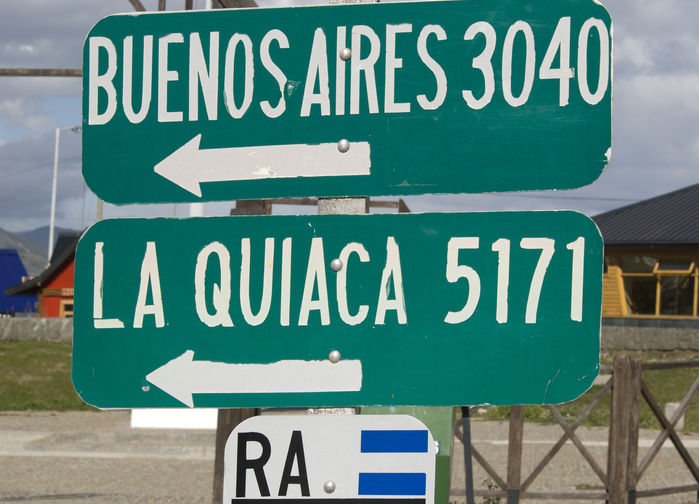 BUENOS AIRES 3040
LA QUIACA 5171
RA